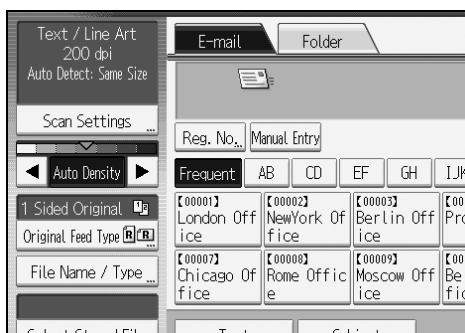 Text / Line Art
200 dpi
Auto Detect: Same Size
Scan Settings
Auto Density
1 Sided Original
Original Feed Type
File Name / Type
E-mail
Folder
Reg. No.
Manual Entry
Frequent
AB
CD
EF
GH
IJK
[00001]
London Off
ice
[00002]
NewYork Of
fice
[00003]
Berlin Off
ice
[00007]
Chicago Of
fice
[00008]
Rome Offic
e
[00009]
Moscow Off
ice